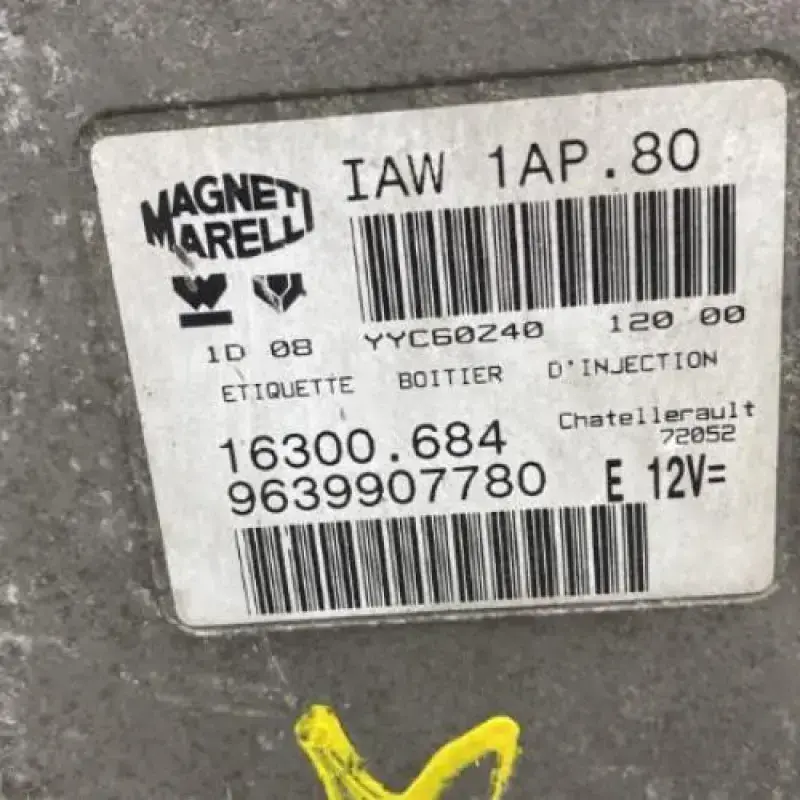 MAGNETI
MARELLI
IAW 1AP.80
1D 08 YYC60Z40 120 00
ETIQUETTE BOITIER D'INJECTION
16300.684 Chatellerault
72052
9639907780 E 12V=